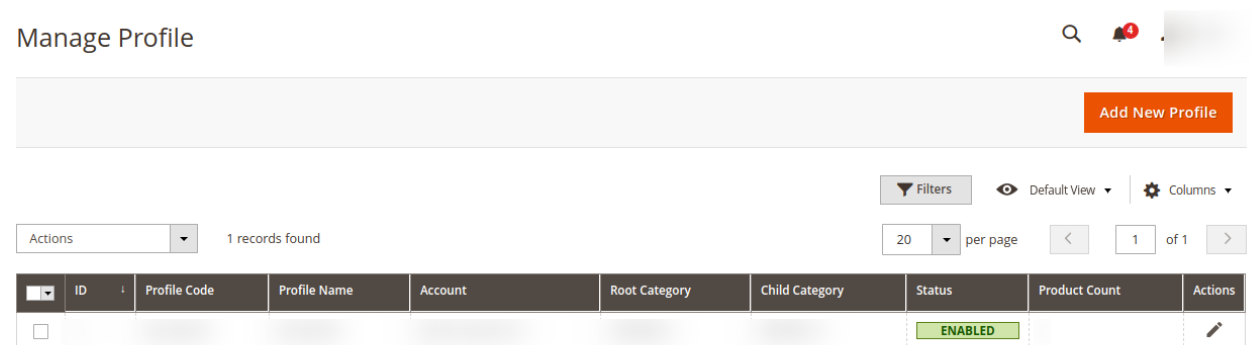 Manage Profile
4
Add New Profile
Filters
Default View
Columns
Actions
1 records found
20
per page
1
of 1
ID
Profile Code
Profile Name
Account
Root Category
Child Category
Status
Product Count
Actions
ENABLED